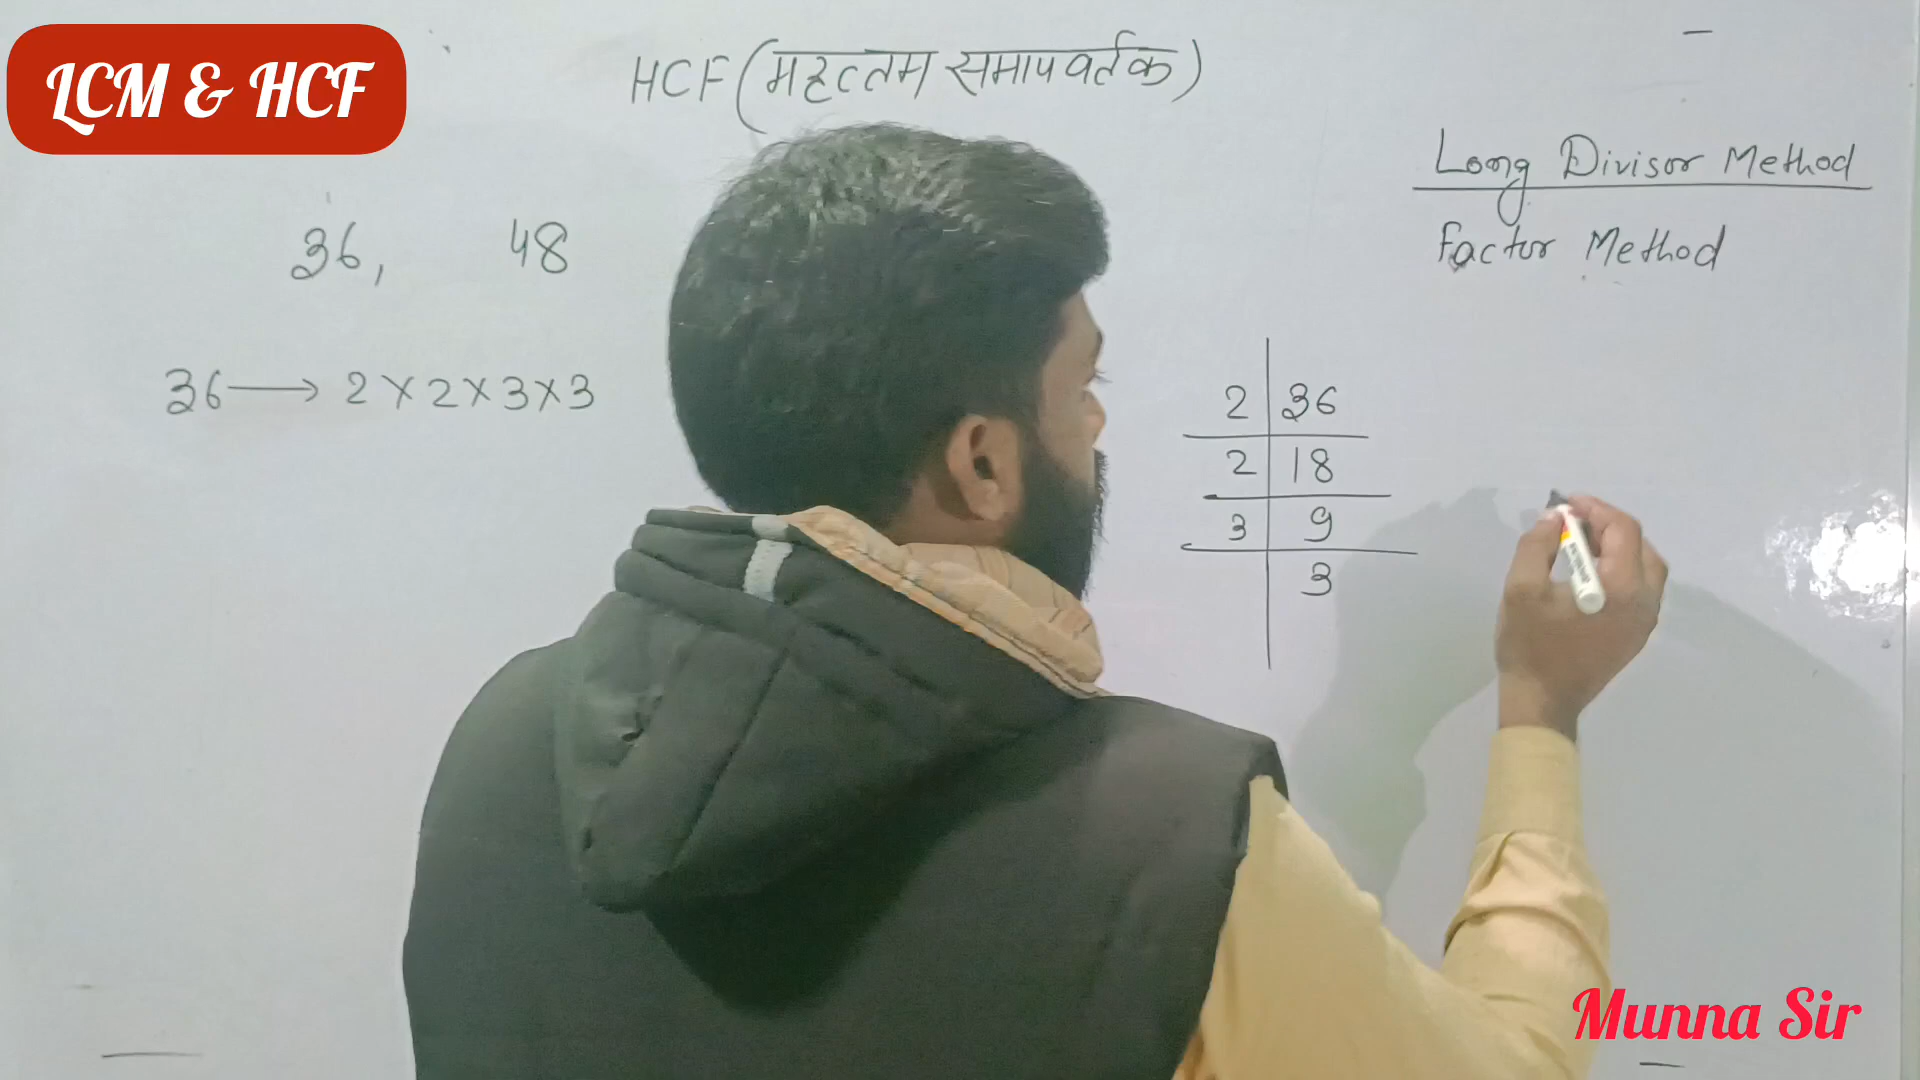 LCM & HCF
HCF (महत्तम समापवर्तक)
Long Divisor Method
Factor Method
36, 48
36 → 2×2×3×3
2 36
2 18
3 9
3
Munna Sir